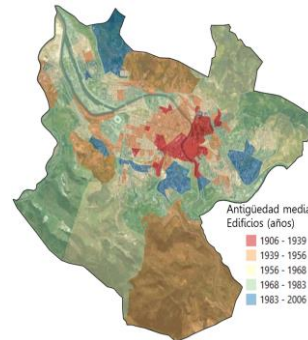 Antigüedad media
Edificios (años)
1906 - 1939
1939 - 1956
1956 - 1968
1968 - 1983
1983 - 2006